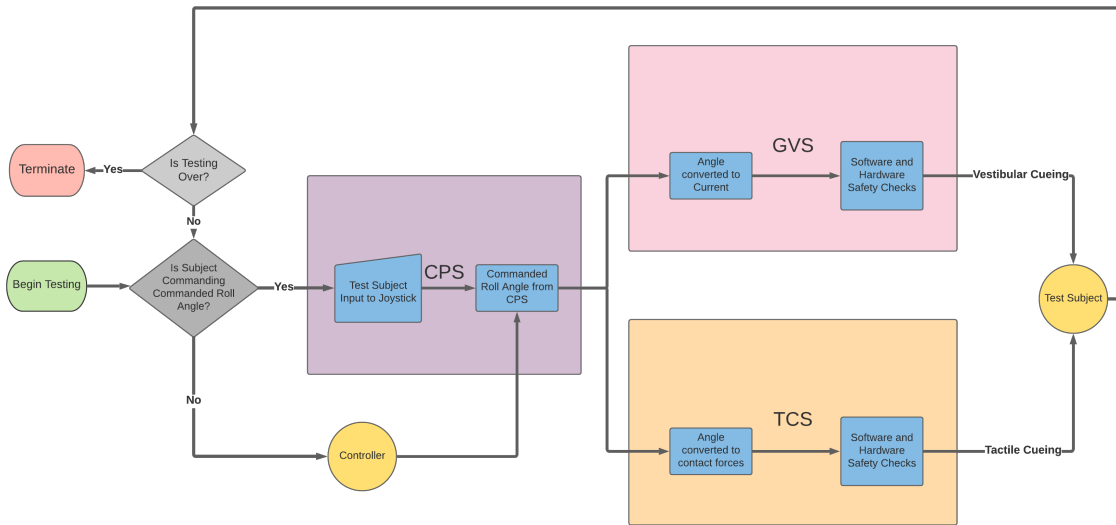 Is Testing
Over?
Yes
Terminate
No
Begin Testing
Is Subject
Commanding
Commanded Roll
Angle?
Yes
No
Controller
CPS
Test Subject
Input to Joystick
Commanded
Roll Angle from
CPS
GVS
Angle
converted to
Current
Software and
Hardware
Safety Checks
Vestibular Cueing
TCS
Angle
converted to
contact forces
Software and
Hardware
Safety Checks
Tactile Cueing
Test Subject